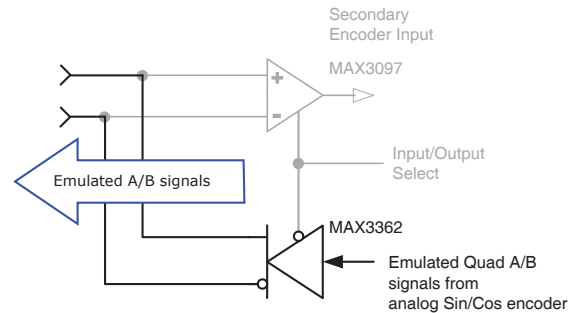 Secondary
Encoder Input
MAX3097
+
-
Input/Output
Select
Emulated A/B signals
MAX3362
Emulated Quad A/B
signals from
analog Sin/Cos encoder